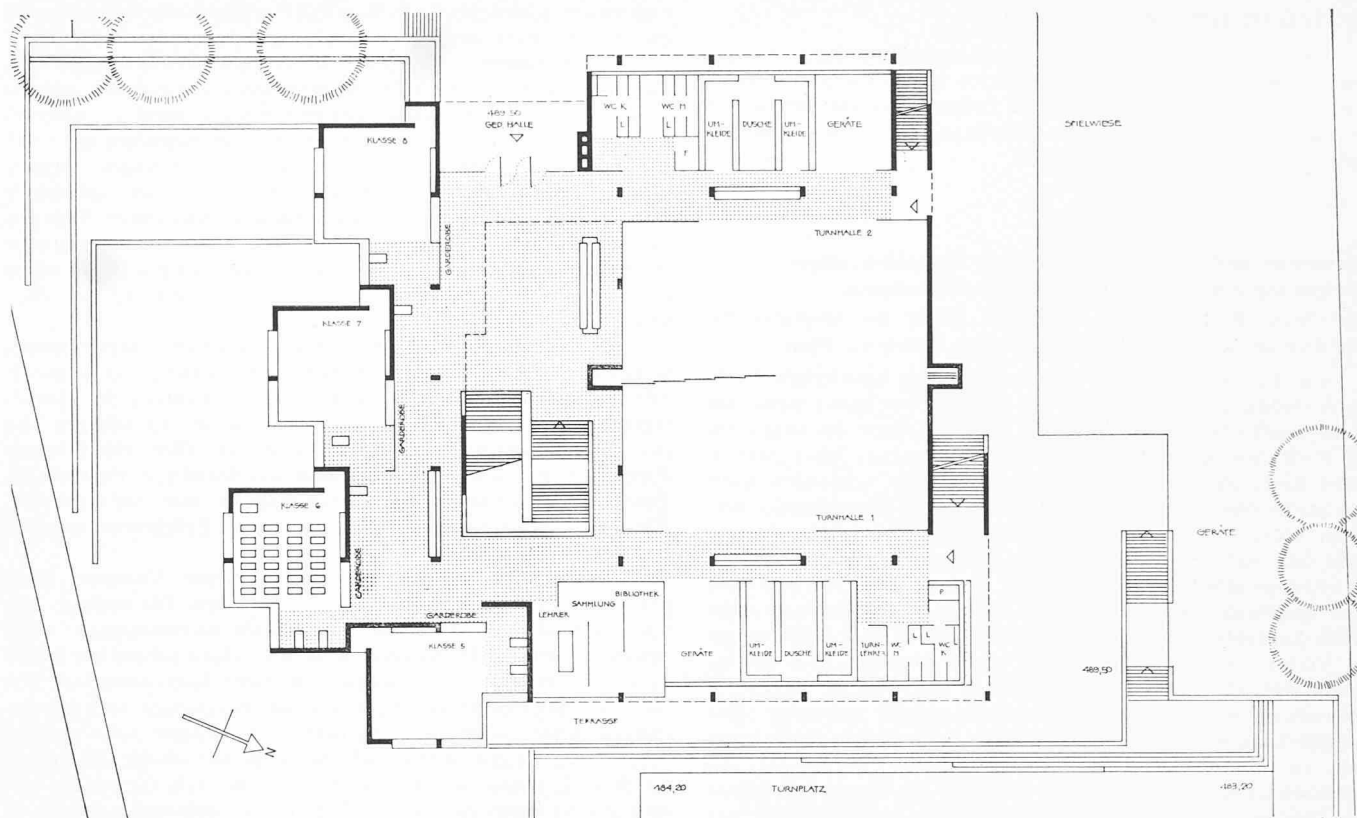 489.50
GED. HALLE
WC K
WC M
L
L
P
UM-
KLEIDE
DUSCHE
UM-
KLEIDE
GERÄTE
SPIELWIESE
KLASSE 8
GARDEROBE
TURNHALLE 2
KLASSE 7
GARDEROBE
KLASSE 6
GARDEROBE
TURNHALLE 1
GERÄTE
GARDEROBE
KLASSE 5
LEHRER
SAMMLUNG
BIBLIOTHEK
GERÄTE
UM-
KLEIDE
DUSCHE
UM-
KLEIDE
TURN-
LEHRER
WC
M
L
L
WC
K
P.
489,50
TERRASSE
N
484,20
TURNPLATZ
483,20